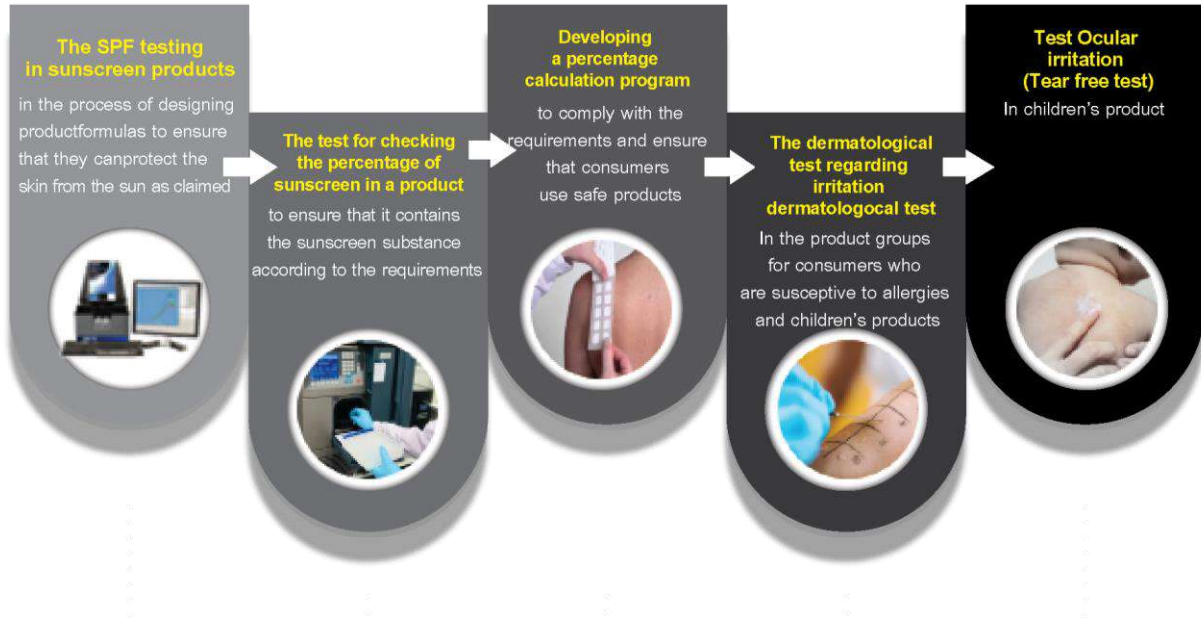 The SPF testing
in sunscreen products
in the process of designing
productformulas to ensure
that they canprotect the
skin from the sun as claimed
The test for checking
the percentage of
sunscreen in a product
to ensure that it contains
the sunscreen substance
according to the requirements
Developing
a percentage
calculation program
to comply with the
requirements and ensure
that consumers
use safe products
The dermatological
test regarding
irritation
dermatologocal test
In the product groups
for consumers who
are susceptive to allergies
and children's products
Test Ocular
irritation
(Tear free test)
In children's product